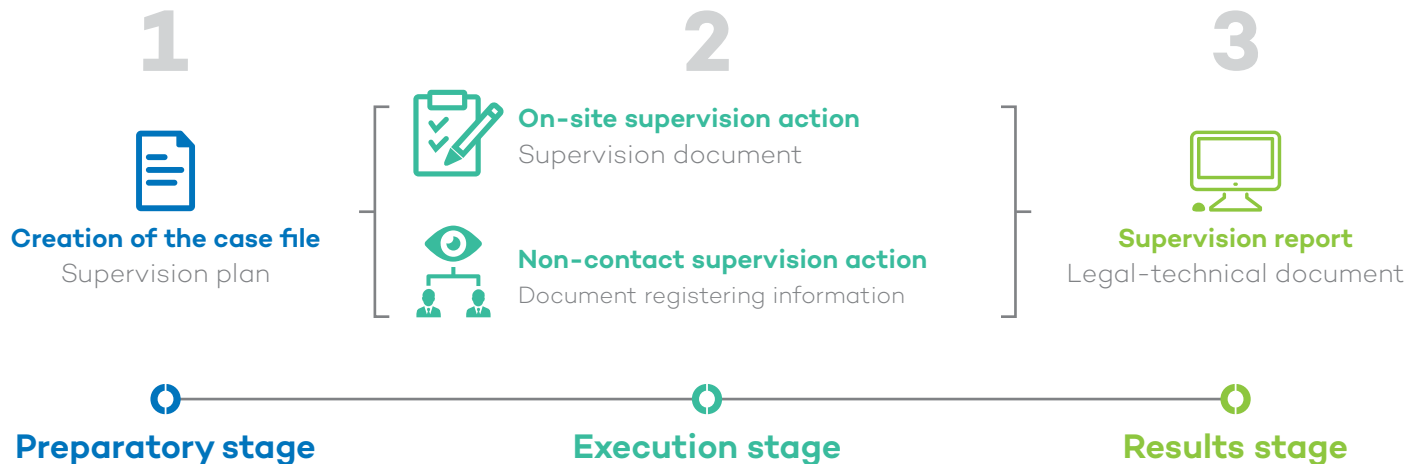 1
Creation of the case file
Supervision plan
2
On-site supervision action
Supervision document
Non-contact supervision action
Document registering information
3
Supervision report
Legal-technical document
Preparatory stage
Execution stage
Results stage